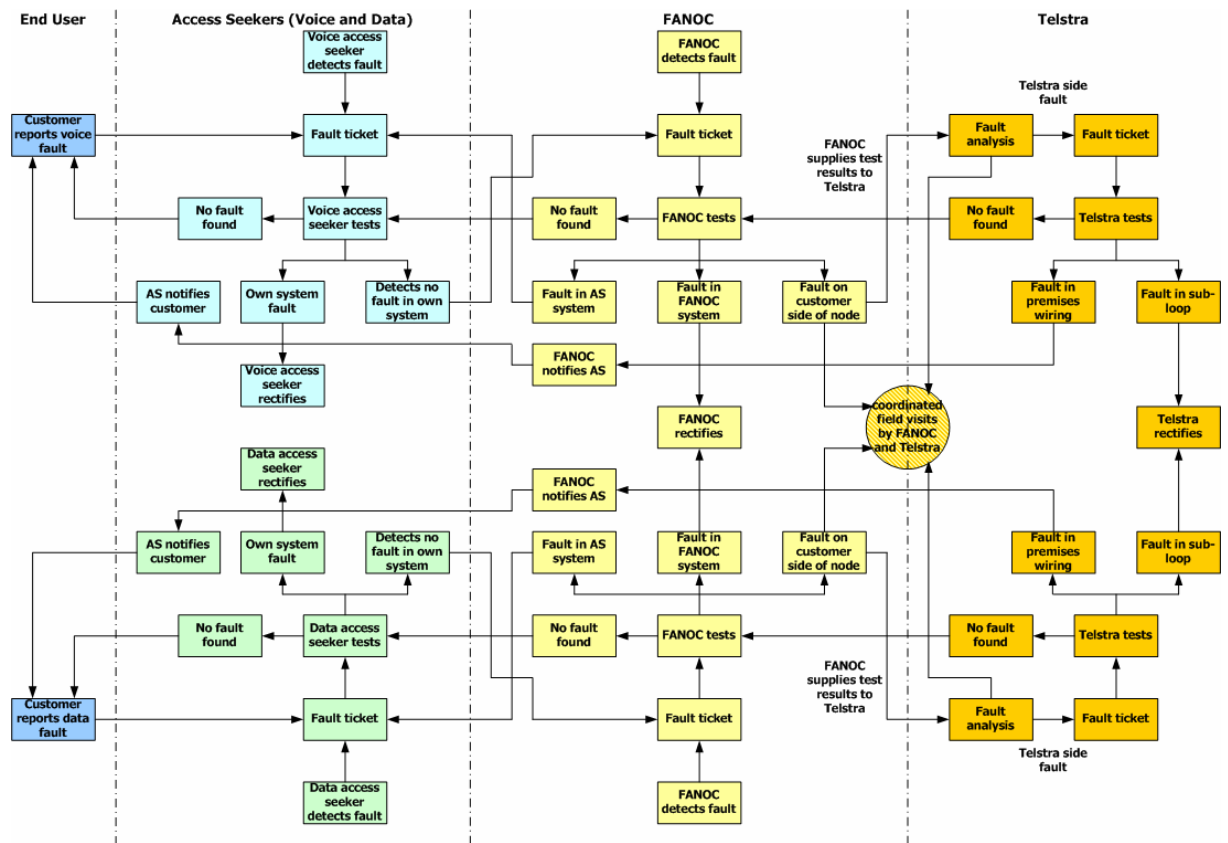 End User
Access Seekers (Voice and Data)
FANOC
Telstra
Voice access
seeker
detects fault
FANOC
detects fault
Telstra side
fault
Customer
reports voice
fault
Fault ticket
Fault ticket
FANOC
supplies test
results to
Telstra
Fault
analysis
Fault ticket
No fault
found
Voice access
seeker tests
No fault
found
FANOC tests
No fault
found
Telstra tests
AS notifies
customer
Own system
fault
Detects no
fault in own
system
Fault in AS
system
Fault in
FANOC
system
Fault on
customer
side of node
Fault in
premises
wiring
Fault in sub-
loop
Voice access
seeker
rectifies
FANOC
notifies AS
FANOC
rectifies
coordinated
field visits
by FANOC
and Telstra
Telstra
rectifies
Data access
seeker
rectifies
FANOC
notifies AS
AS notifies
customer
Own system
fault
Detects no
fault in own
system
Fault in AS
system
Fault in
FANOC
system
Fault on
customer
side of node
Fault in
premises
wiring
Fault in sub-
loop
No fault
found
Data access
seeker tests
No fault
found
FANOC tests
No fault
found
Telstra tests
FANOC
supplies test
results to
Telstra
Customer
reports data
fault
Fault ticket
Fault ticket
Fault
analysis
Fault ticket
Telstra side
fault
Data access
seeker
detects fault
FANOC
detects fault